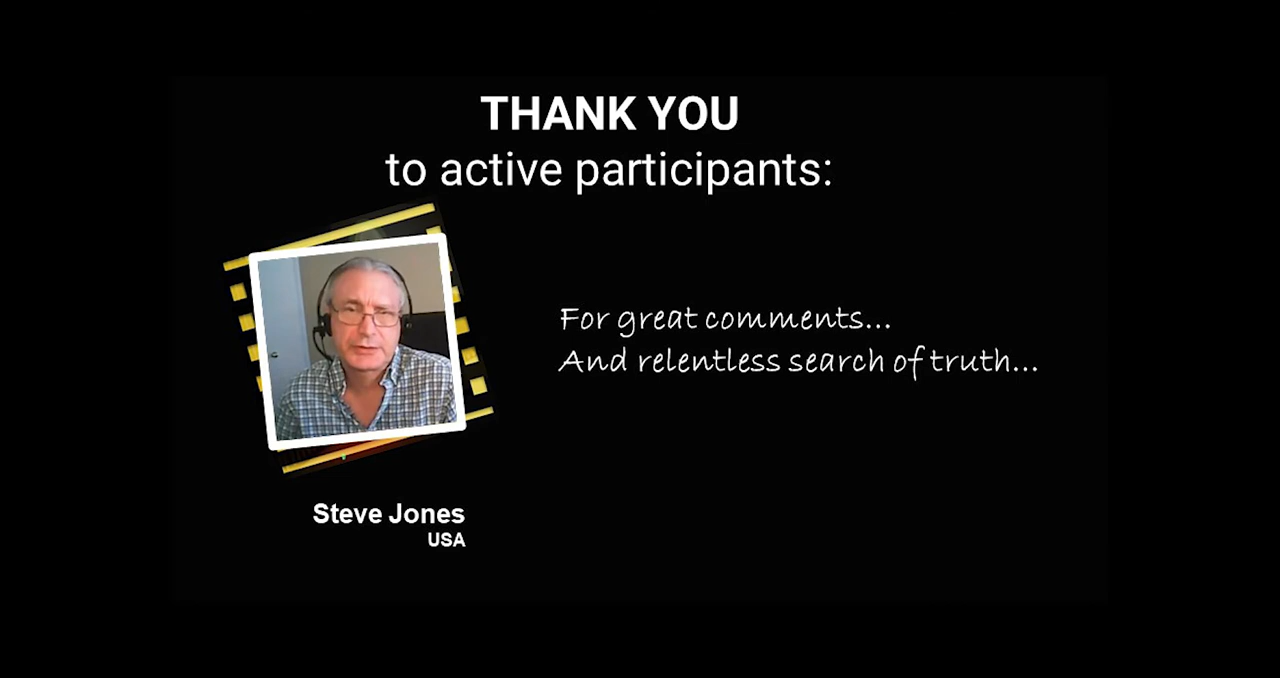 THANK YOU
to active participants:
For great comments...
And relentless search of truth...
Steve Jones
USA